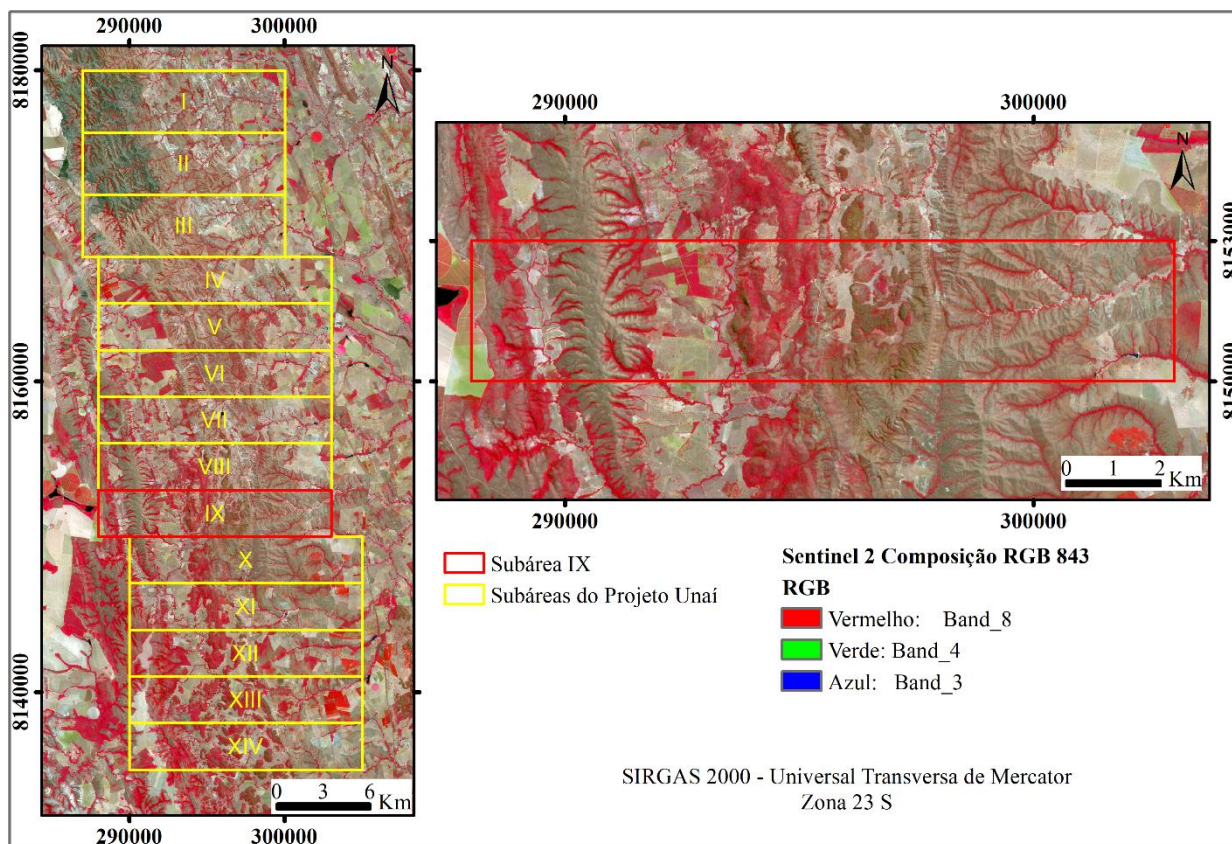 290000 300000
8180000
8160000
8140000
N
I
II
III
IV
V
VI
VII
VIII
IX
X
XI
XII
XIII
XIV
0 3 6
Km
290000 300000
290000 300000
N
8153000
8150000
0 1 2
Km
290000 300000
Subárea IX
Subáreas do Projeto Unaí
Sentinel 2 Composição RGB 843
RGB
Vermelho: Band_8
Verde: Band_4
Azul: Band_3
SIRGAS 2000 - Universal Transversa de Mercator
Zona 23 S